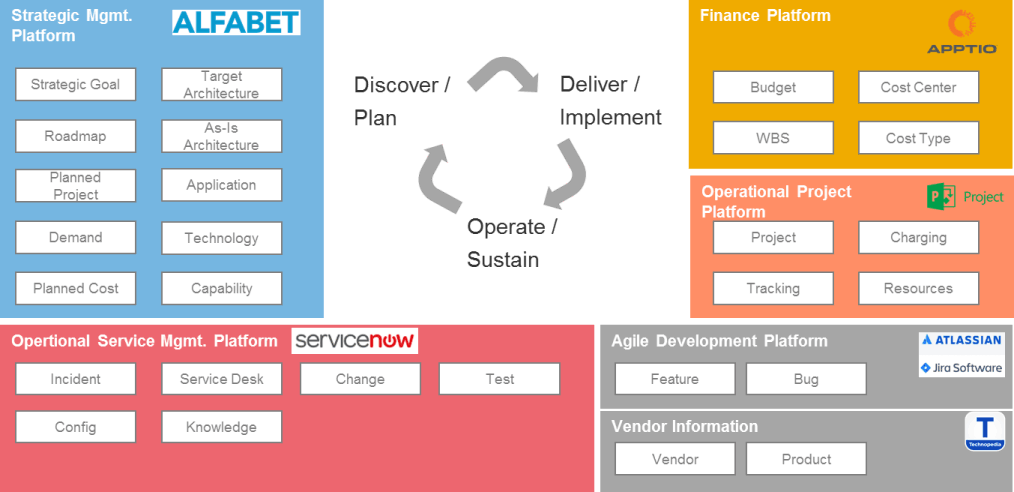 Strategic Mgmt.
Platform
ALFABET
Strategic Goal
Target
Architecture
Roadmap
As-Is
Architecture
Planned
Project
Application
Demand
Technology
Planned Cost
Capability
Discover /
Plan
Deliver /
Implement
Operate /
Sustain
Finance Platform
APPTIO
Budget
Cost Center
WBS
Cost Type
Operational Project
Platform
P
Project
Project
Charging
Tracking
Resources
Opertional Service Mgmt. Platform
servicenow
Incident
Service Desk
Change
Test
Config
Knowledge
Agile Development Platform
ATLASSIAN
Jira Software
Feature
Bug
Vendor Information
T
Technopedia
Vendor
Product